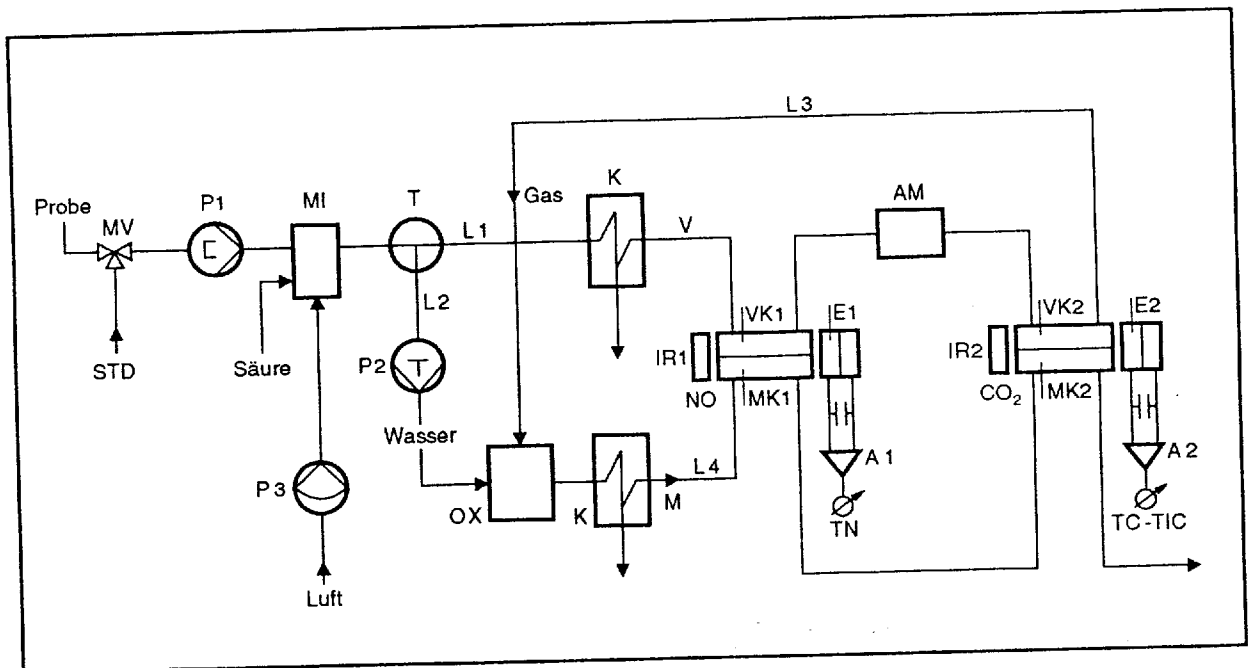 L3
Probe
MV
P1
MI
T
L1
Gas
K
V
AM
L2
STD
Säure
P2
T
Wasser
IR1
NO
VK1
MK1
E1
IR2
CO₂
VK2
MK2
E2
P3
OX
K
L4
M
A1
TN
A2
TC-TIC
Luft